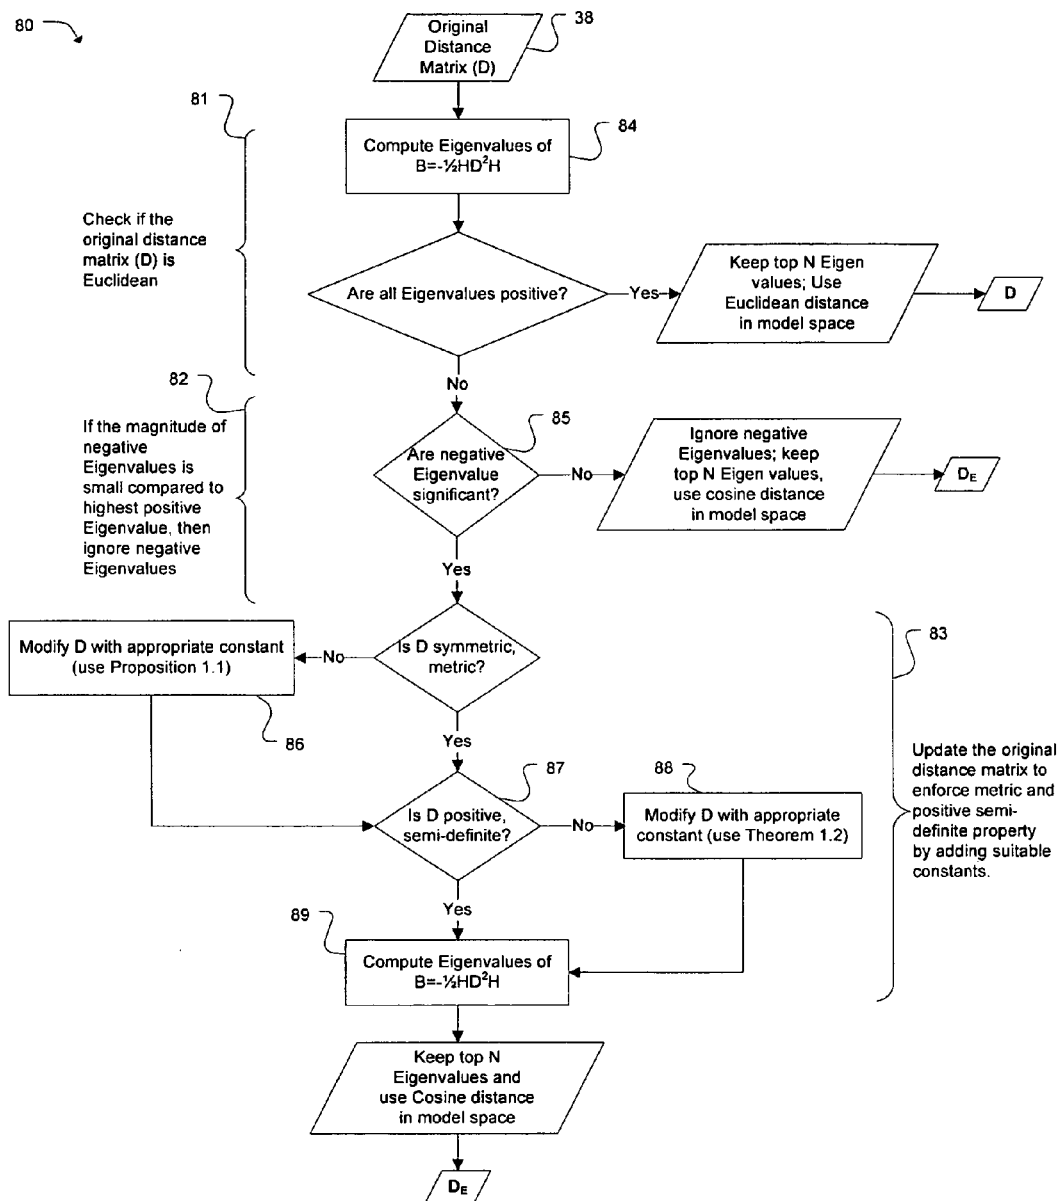 80
Original
Distance
Matrix (D)
38
81
Compute Eigenvalues of
B=-½HD²H
84
Check if the
original distance
matrix (D) is
Euclidean
Are all Eigenvalues positive?
Yes
Keep top N Eigen
values; Use
Euclidean distance
in model space
D
No
82
If the magnitude of
negative
Eigenvalues is
small compared to
highest positive
Eigenvalue, then
ignore negative
Eigenvalues
85
Are negative
Eigenvalue
significant?
No
Ignore negative
Eigenvalues; keep
top N Eigen values,
use cosine distance
in model space
D_E
Yes
Is D symmetric,
metric?
No
Modify D with appropriate constant
(use Proposition 1.1)
86
83
Update the original
distance matrix to
enforce metric and
positive semi-
definite property
by adding suitable
constants.
Yes
87
Is D positive,
semi-definite?
No
88
Modify D with appropriate
constant (use Theorem 1.2)
Yes
89
Compute Eigenvalues of
B=-½HD²H
Keep top N
Eigenvalues and
use Cosine distance
in model space
D_E